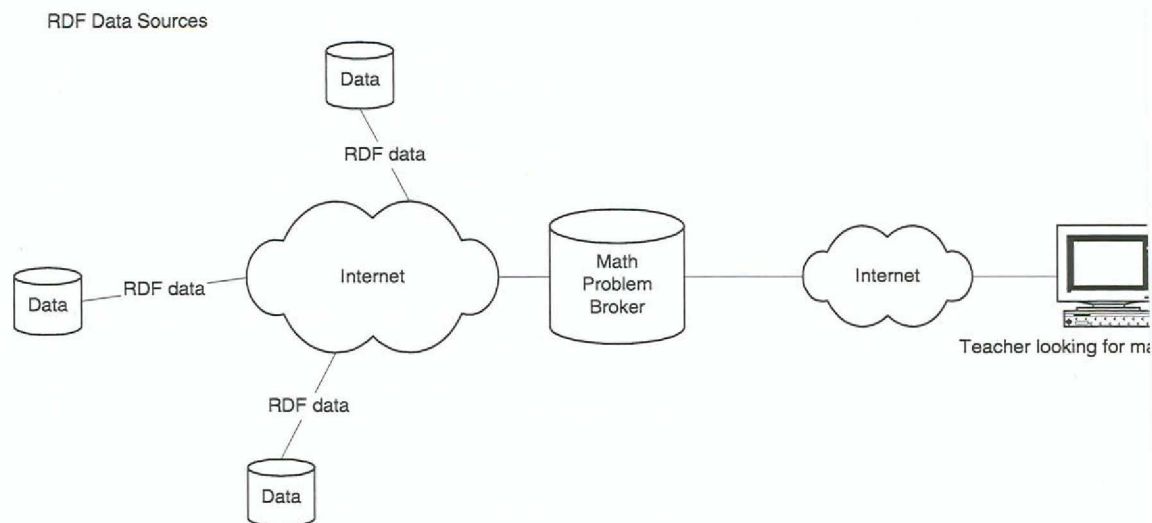 RDF Data Sources
Data
RDF data
Data
RDF data
Internet
Math
Problem
Broker
Internet
RDF data
Data
Teacher looking for